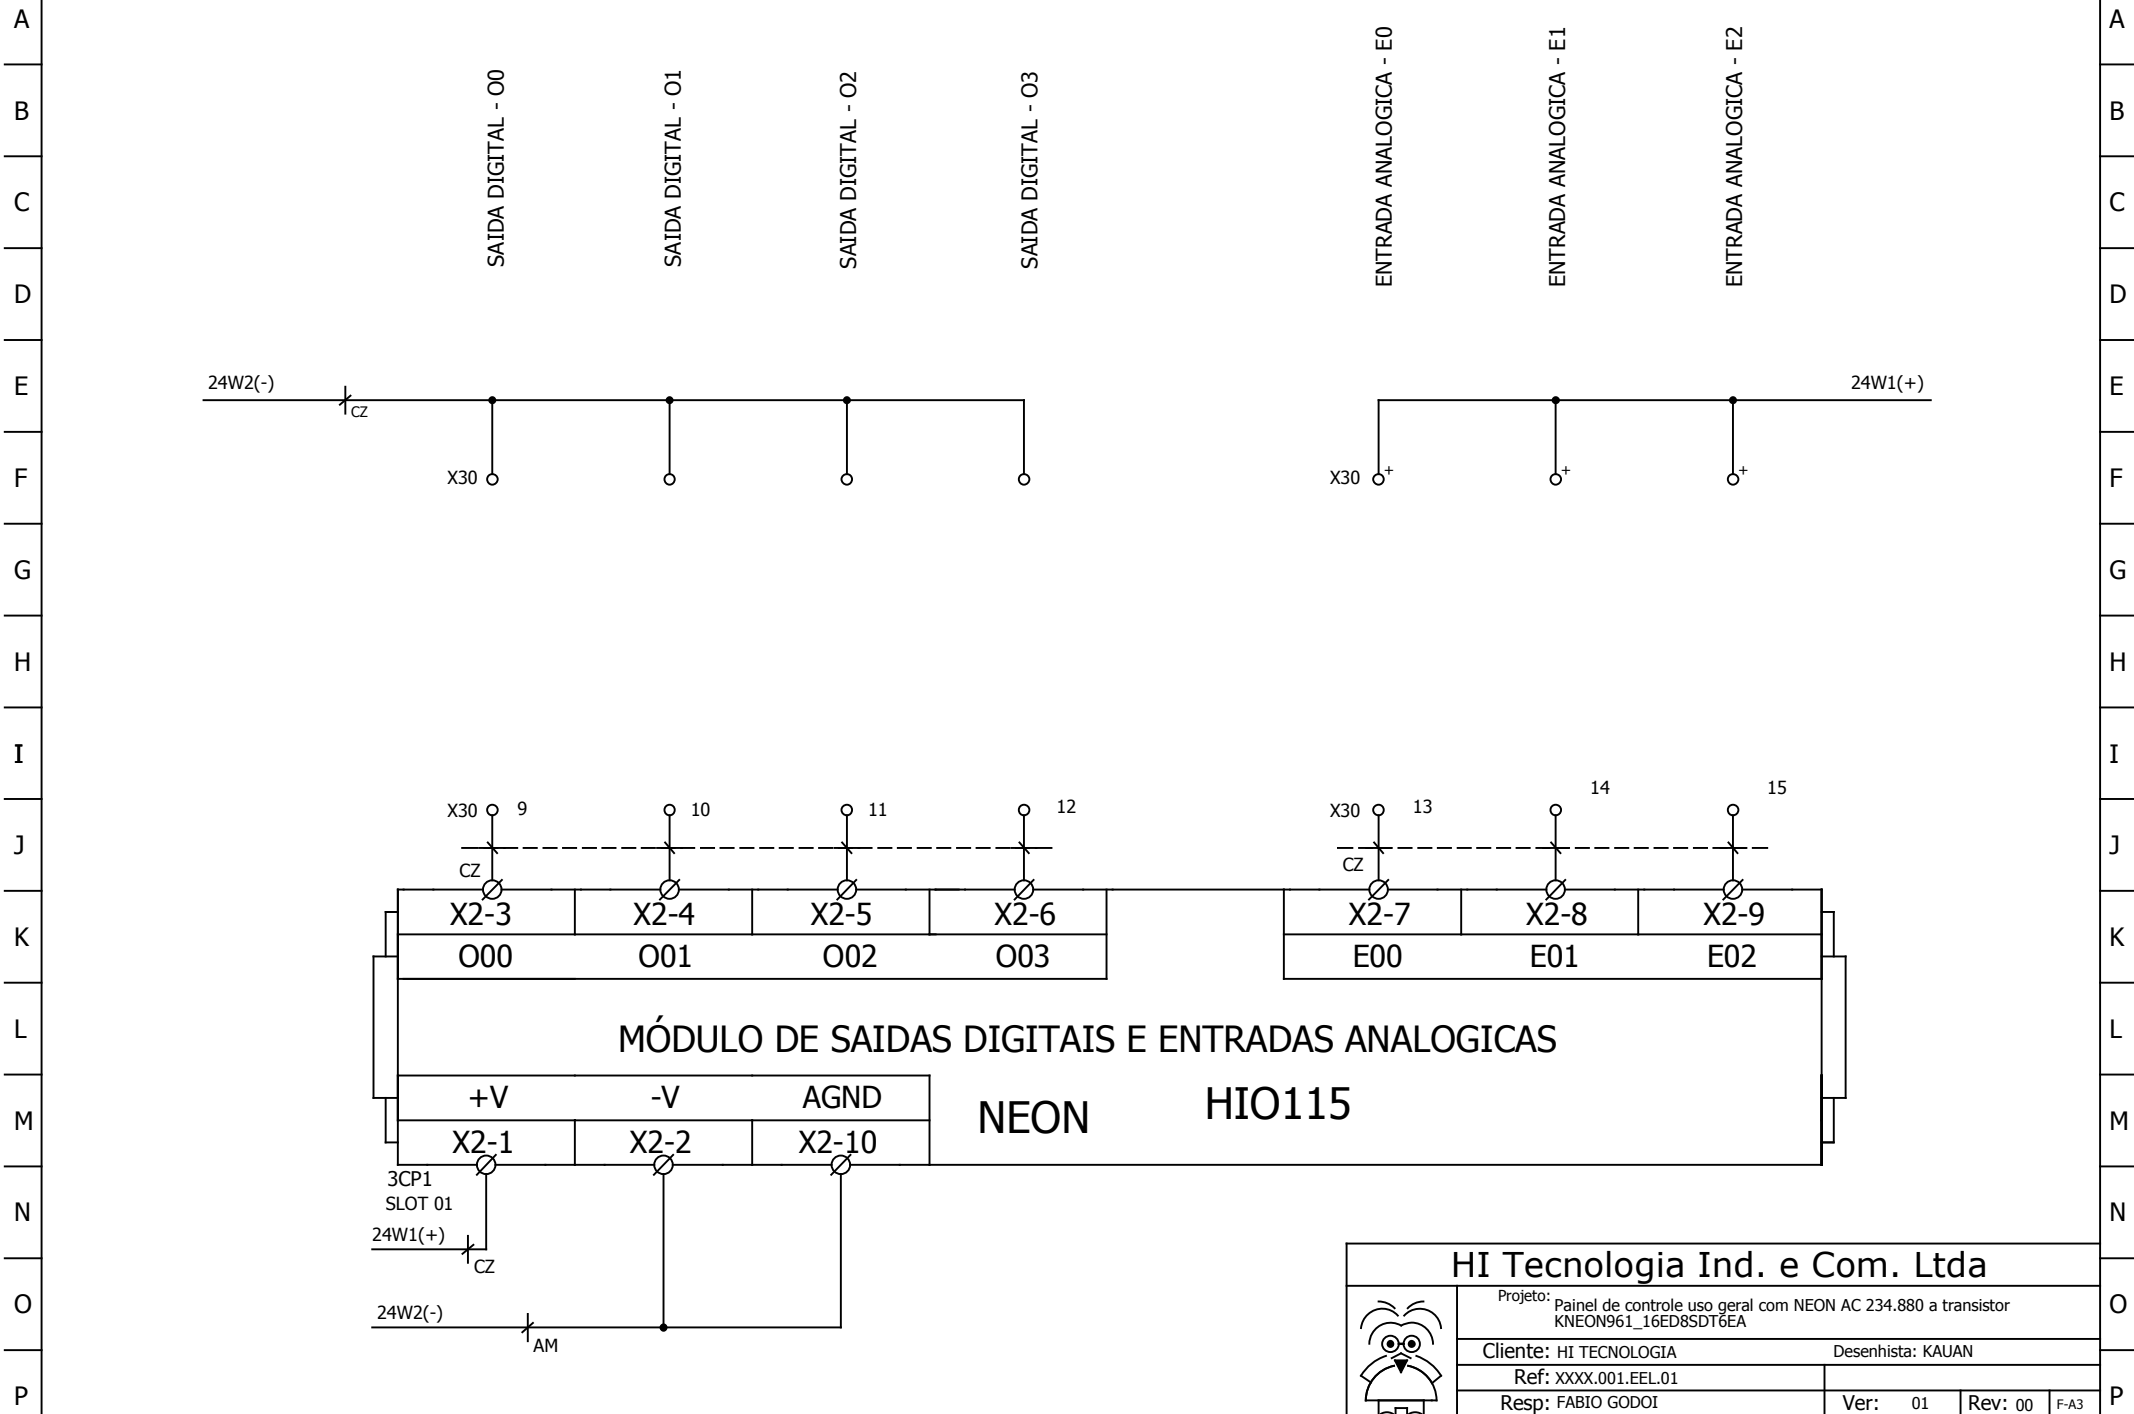 A
A
B
B
C
C
D
D
E
E
F
F
G
G
H
H
I
I
J
J
K
K
L
L
M
M
N
N
O
O
P
P
SAIDA DIGITAL - O0
SAIDA DIGITAL - O1
SAIDA DIGITAL - O2
SAIDA DIGITAL - O3
ENTRADA ANALOGICA - E0
ENTRADA ANALOGICA - E1
ENTRADA ANALOGICA - E2
24W2(-)
CZ
24W1(+)
X30
X30
+
+
+
X30
9
10
11
12
X30
13
14
15
CZ
CZ
X2-3
X2-4
X2-5
X2-6
X2-7
X2-8
X2-9
O00
O01
O02
O03
E00
E01
E02
MÓDULO DE SAIDAS DIGITAIS E ENTRADAS ANALOGICAS
+V
-V
AGND
NEON
HIO115
X2-1
X2-2
X2-10
3CP1
SLOT 01
24W1(+)
CZ
24W2(-)
AM
HI Tecnologia Ind. e Com. Ltda
Projeto: Painel de controle uso geral com NEON AC 234.880 a transistor
KNEON961_16ED8SDT6EA
Cliente: HI TECNOLOGIA
Desenhista: KAUAN
Ref: XXXX.001.EEL.01
Resp: FABIO GODOI
Ver: 01
Rev: 00
F-A3